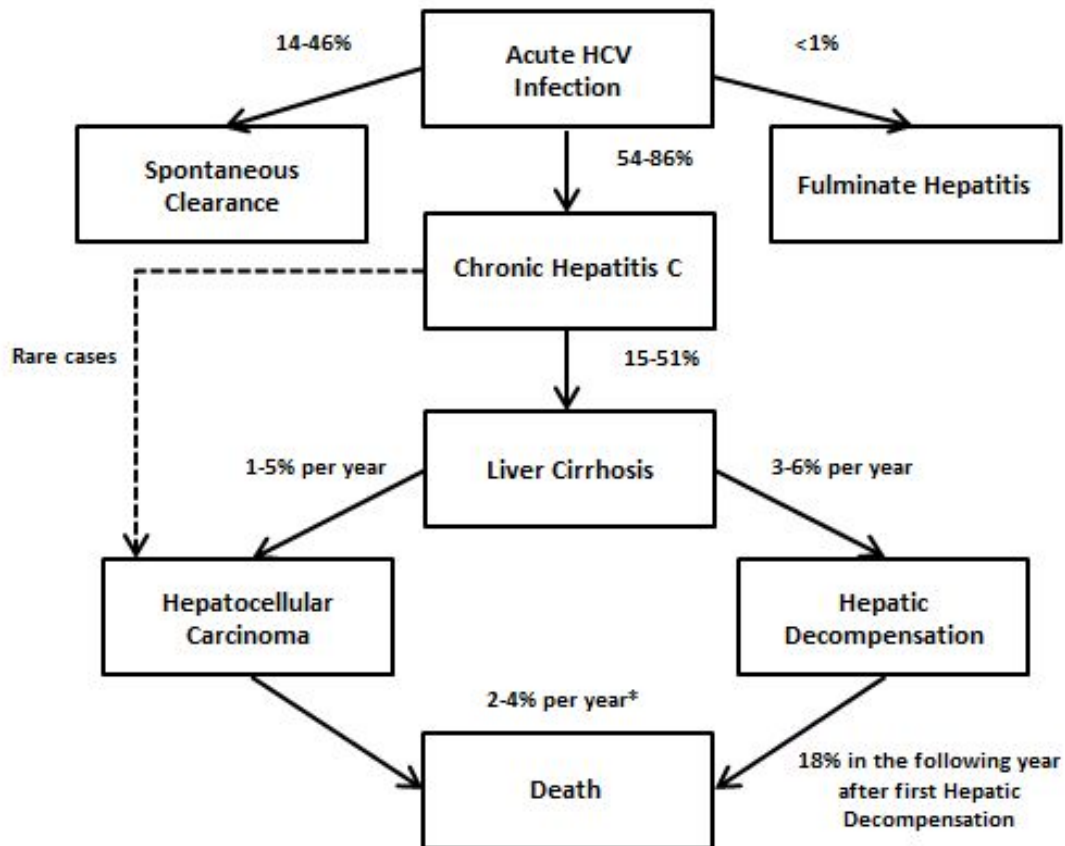 14-46%
Acute HCV
Infection
<1%
Spontaneous
Clearance
54-86%
Fulminate Hepatitis
Chronic Hepatitis C
Rare cases
15-51%
1-5% per year
Liver Cirrhosis
3-6% per year
Hepatocellular
Carcinoma
Hepatic
Decompensation
2-4% per year*
Death
18% in the following year
after first Hepatic
Decompensation